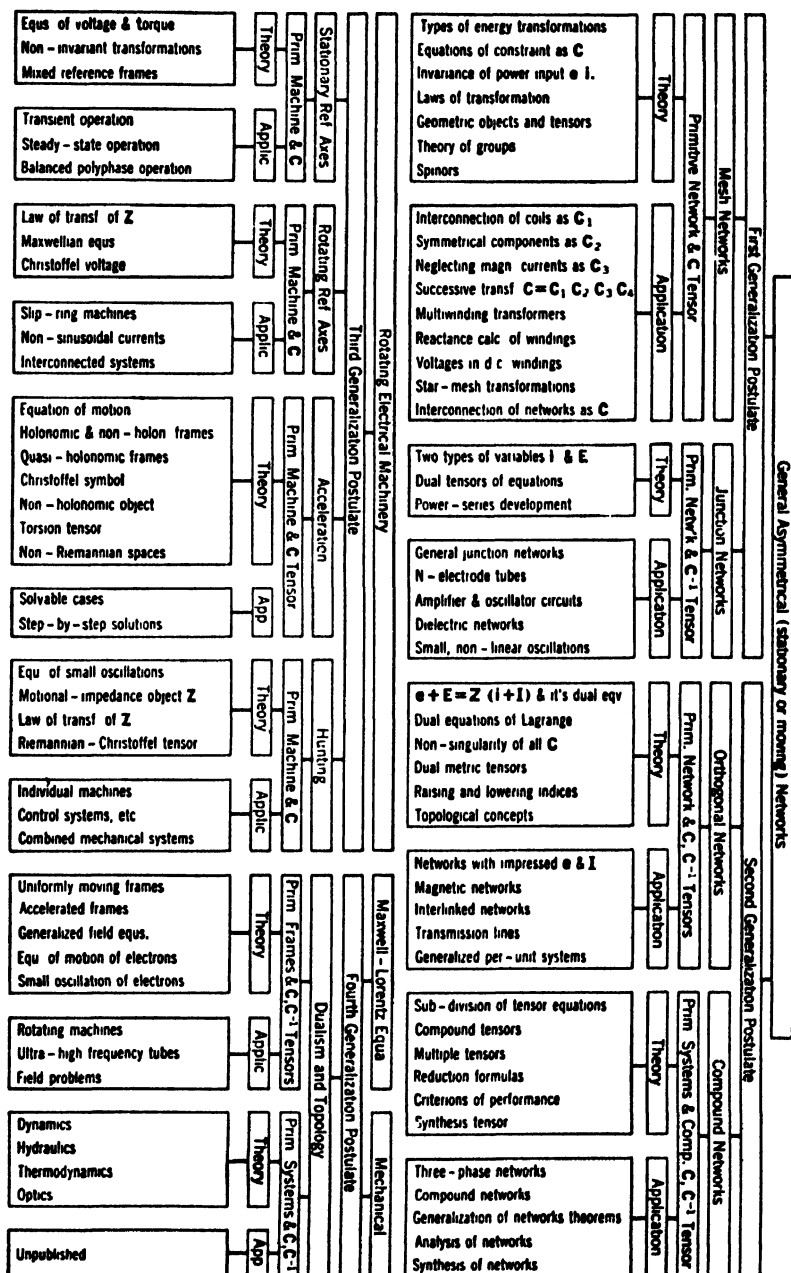 General Asymmetrical (stationary or moving) Networks
First Generalization Postulate
Mesh Networks
Primitive Network & C Tensor
Theory
Types of energy transformations
Equations of constraint as C
Invariance of power input e i.
Laws of transformation
Geometric objects and tensors
Theory of groups
Spinors
Application
Interconnection of coils as C₁
Symmetrical components as C₂
Neglecting magn currents as C₃
Successive transf C=C₁ C₂ C₃ C₄
Multiwinding transformers
Reactance calc of windings
Voltages in d c windings
Star - mesh transformations
Interconnection of networks as C
Junction Networks
Prim. Netw'k & C⁻¹ Tensor
Theory
Two types of variables i & E
Dual tensors of equations
Power - series development
Application
General junction networks
N - electrode tubes
Amplifier & oscillator circuits
Dielectric networks
Small, non - linear oscillations
Second Generalization Postulate
Orthogonal Networks
Prim. Network & C, C⁻¹ Tensors
Theory
e + E = Z (i + I) & it's dual eqv
Dual equations of Lagrange
Non - singularity of all C
Dual metric tensors
Raising and lowering indices
Topological concepts
Application
Networks with impressed e & I
Magnetic networks
Interlinked networks
Transmission lines
Generalized per - unit systems
Compound Networks
Prim Systems & Comp. C, C⁻¹ Tensor
Theory
Sub - division of tensor equations
Compound tensors
Multiple tensors
Reduction formulas
Criterions of performance
Synthesis tensor
Application
Three - phase networks
Compound networks
Generalization of networks theorems
Analysis of networks
Synthesis of networks
Rotating Electrical Machinery
Third Generalization Postulate
Stationary Ref Axes
Prim Machine & C
Theory
Equs of voltage & torque
Non - invariant transformations
Mixed reference frames
Applic
Transient operation
Steady - state operation
Balanced polyphase operation
Rotating Ref Axes
Prim Machine & C
Theory
Law of transf of Z
Maxwellian equs
Christoffel voltage
Applic
Slip - ring machines
Non - sinusoidal currents
Interconnected systems
Acceleration
Prim Machine & C Tensor
Theory
Equation of motion
Holonomic & non - holon frames
Quasi - holonomic frames
Christoffel symbol
Non - holonomic object
Torsion tensor
Non - Riemannian spaces
App
Solvable cases
Step - by - step solutions
Hunting
Prim Machine & C
Theory
Equ of small oscillations
Motional - impedance object Z
Law of transf of Z
Riemannian - Christoffel tensor
Applic
Individual machines
Control systems, etc
Combined mechanical systems
Maxwell - Lorentz Equa
Fourth Generalization Postulate
Dualism and Topology
Prim Frames & C, C⁻¹ Tensors
Theory
Uniformly moving frames
Accelerated frames
Generalized field equs.
Equ of motion of electrons
Small oscillation of electrons
Applic
Rotating machines
Ultra - high frequency tubes
Field problems
Mechanical
Prim Systems & C, C⁻¹
Theory
Dynamics
Hydraulics
Thermodynamics
Optics
App
Unpublished